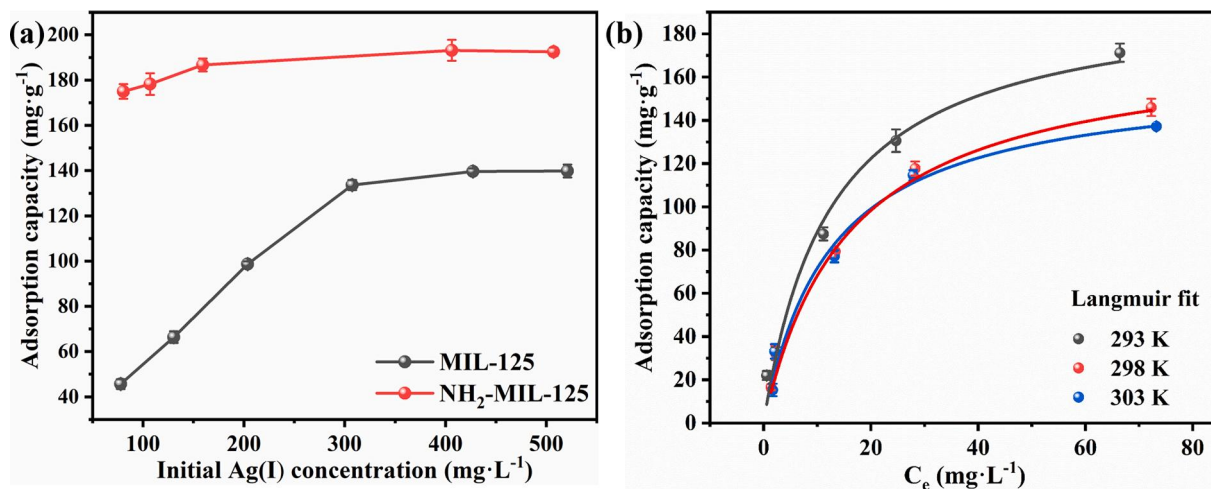 (a)
Adsorption capacity (mg·g⁻¹)
200
180
160
140
120
100
80
60
40
100
200
300
400
500
Initial Ag(I) concentration (mg·L⁻¹)
MIL-125
NH₂-MIL-125
(b)
Adsorption capacity (mg·g⁻¹)
180
160
140
120
100
80
60
40
20
0
0
20
40
60
80
Cₑ (mg·L⁻¹)
Langmuir fit
293 K
298 K
303 K